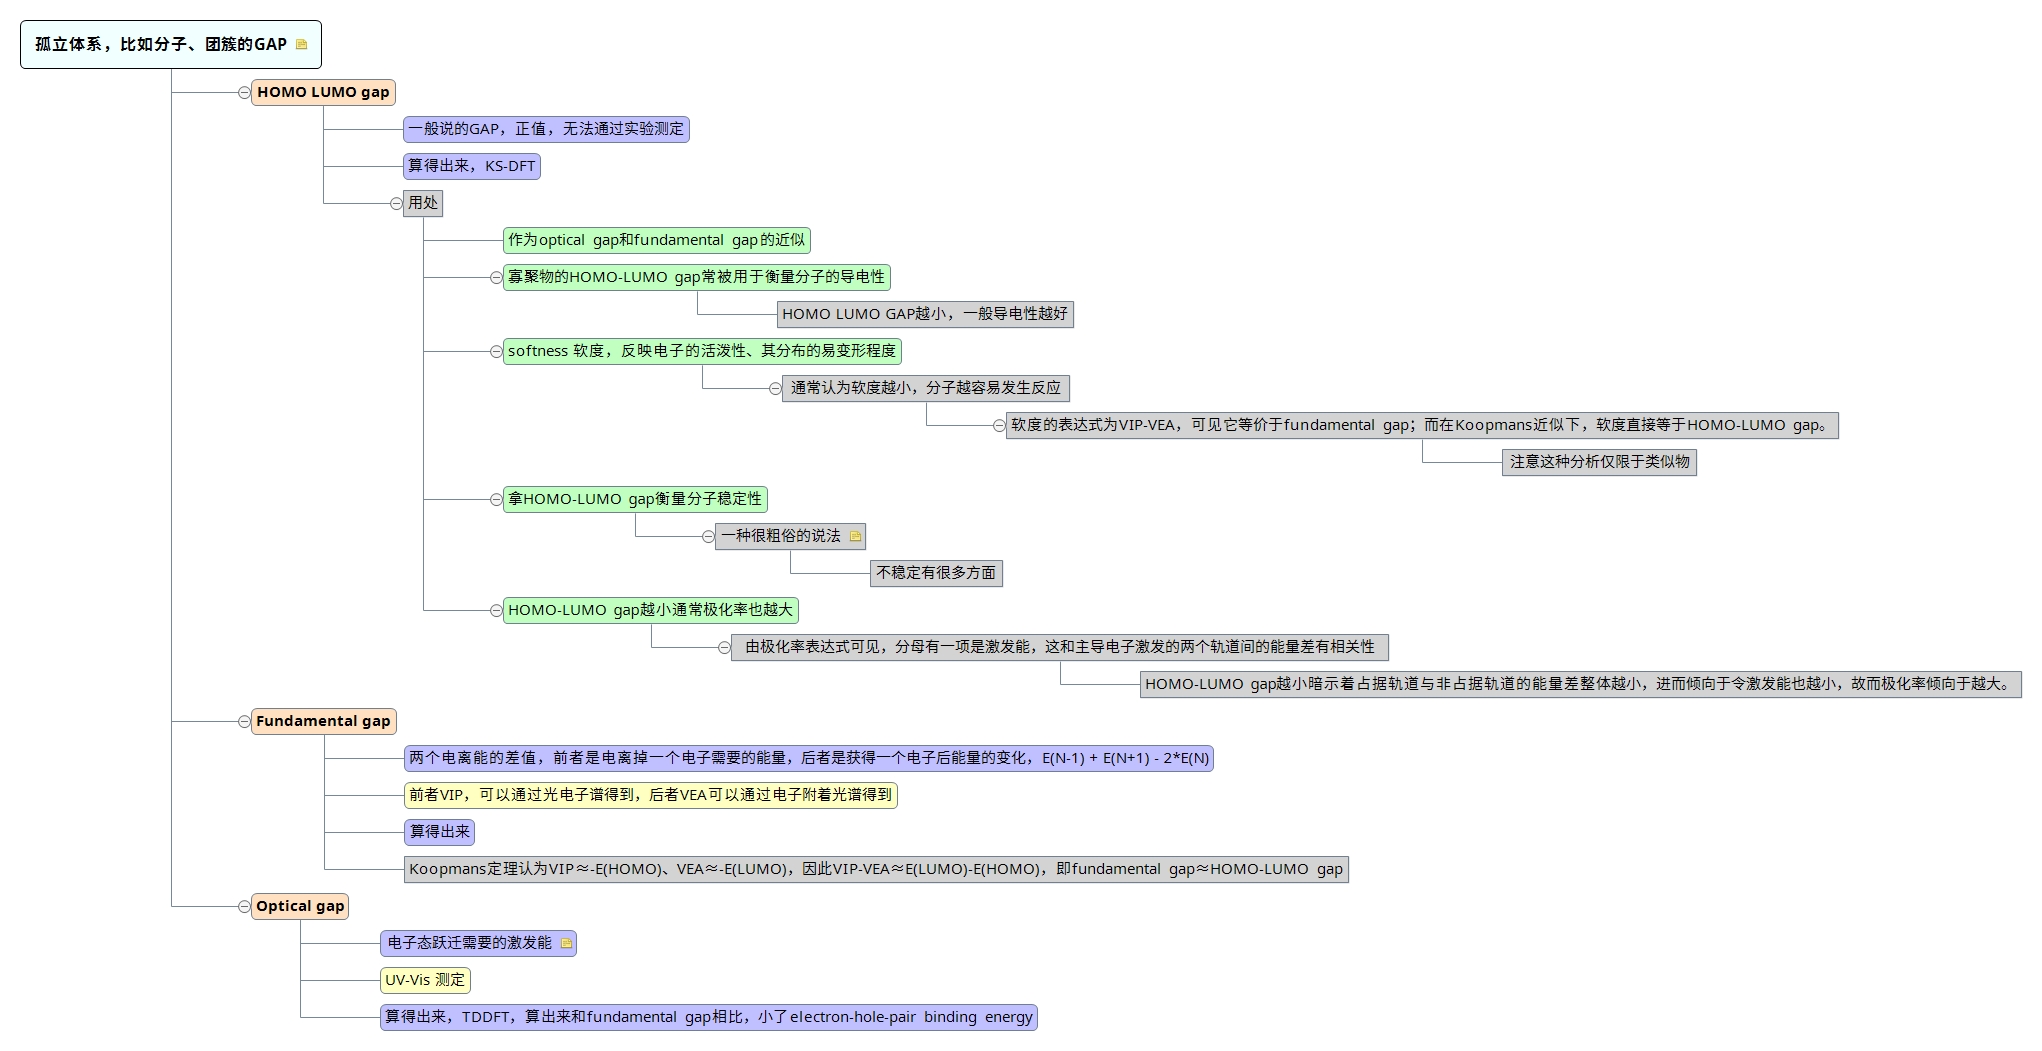 孤立体系，比如分子、团簇的GAP
HOMO LUMO gap
一般说的GAP，正值，无法通过实验测定
算得出来，KS-DFT
用处
作为optical gap和fundamental gap的近似
寡聚物的HOMO-LUMO gap常被用于衡量分子的导电性
HOMO LUMO GAP越小，一般导电性越好
softness 软度，反映电子的活泼性、其分布的易变形程度
通常认为软度越小，分子越容易发生反应
软度的表达式为VIP-VEA，可见它等价于fundamental gap；而在Koopmans近似下，软度直接等于HOMO-LUMO gap。
注意这种分析仅限于类似物
拿HOMO-LUMO gap衡量分子稳定性
一种很粗俗的说法
不稳定有很多方面
HOMO-LUMO gap越小通常极化率也越大
由极化率表达式可见，分母有一项是激发能，这和主导电子激发的两个轨道间的能量差有相关性
HOMO-LUMO gap越小暗示着占据轨道与非占据轨道的能量差整体越小，进而倾向于令激发能也越小，故而极化率倾向于越大。
Fundamental gap
两个电离能的差值，前者是电离掉一个电子需要的能量，后者是获得一个电子后能量的变化，E(N-1) + E(N+1) - 2*E(N)
前者VIP，可以通过光电子谱得到，后者VEA可以通过电子附着光谱得到
算得出来
Koopmans定理认为VIP≈-E(HOMO)、VEA≈-E(LUMO)，因此VIP-VEA≈E(LUMO)-E(HOMO)，即fundamental gap≈HOMO-LUMO gap
Optical gap
电子态跃迁需要的激发能
UV-Vis 测定
算得出来，TDDFT，算出来和fundamental gap相比，小了electron-hole-pair binding energy